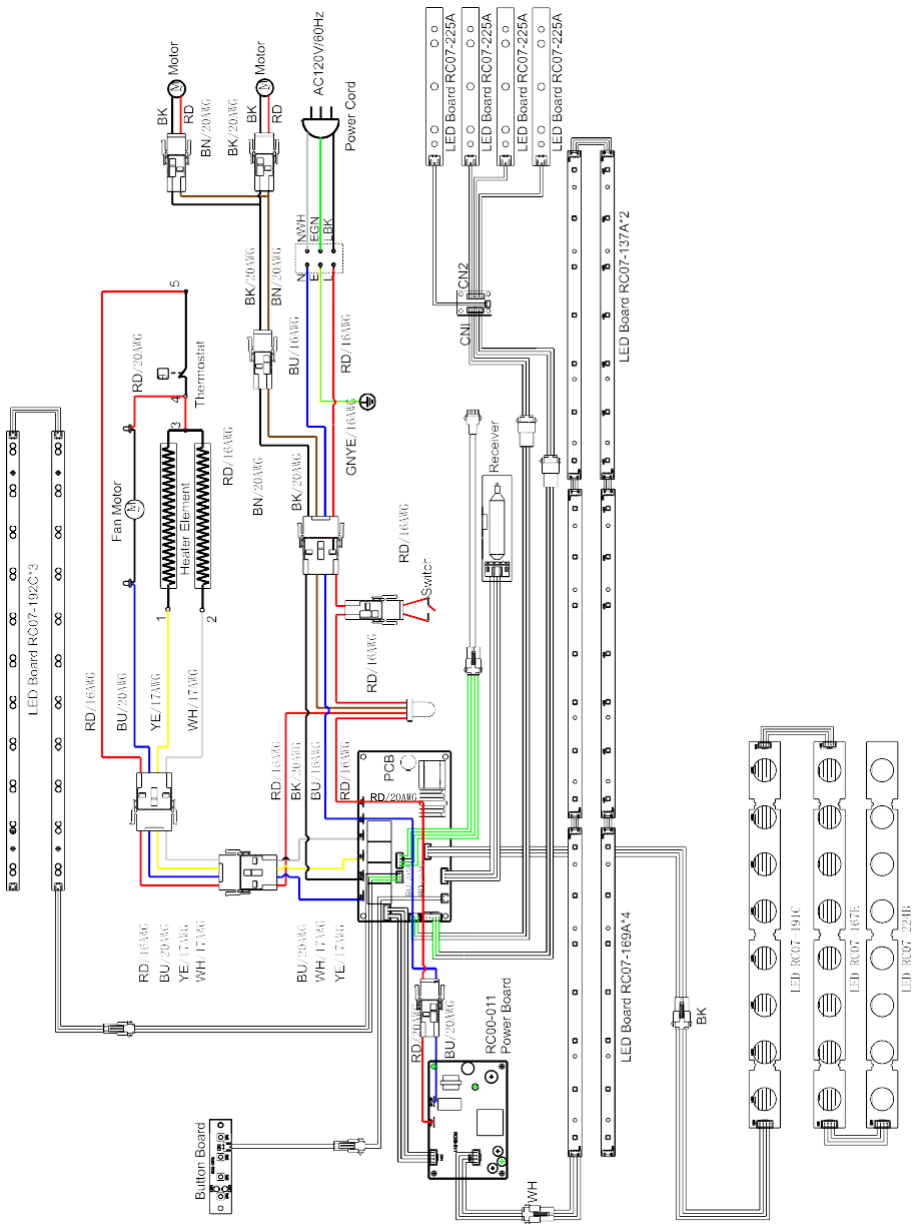 Motor
Motor
BK
RD
BN/20AWG
BK/20AWG
BK
RD
AC120V/60Hz
Power Cord
NWH
EGN
LBK
N
E
L
BK/20AWG
BN/20AWG
BU/16AWG
RD/16AWG
GNYE/16AWG
LED Board RC07-225A
LED Board RC07-225A
LED Board RC07-225A
LED Board RC07-225A
CN2
CN1
LED Board RC07-137A*2
5
RD/20AWG
Thermostat
4
3
RD/16AWG
Fan Motor
M
Heater Element
1
2
LED Board RC07-192C*3
RD/16AWG
BU/20AWG
YE/17AWG
WH/17AWG
BN/20AWG
BK/20AWG
RD/16AWG
Switch
RD/16AWG
RD/16AWG
Receiver
RD/16AWG
BK/20AWG
BU/16AWG
RD/16AWG
PCB
RD/20AWG
RD/16AWG
BU/20AWG
YE/17AWG
WH/17AWG
BU/20AWG
WH/17AWG
YE/17AWG
RD/20AWG
BU/20AWG
RC00-011
Power Board
Button Board
WH
LED Board RC07-169A*4
BK
LED RC07-191C
LED RC07-167E
LED RC07-224B